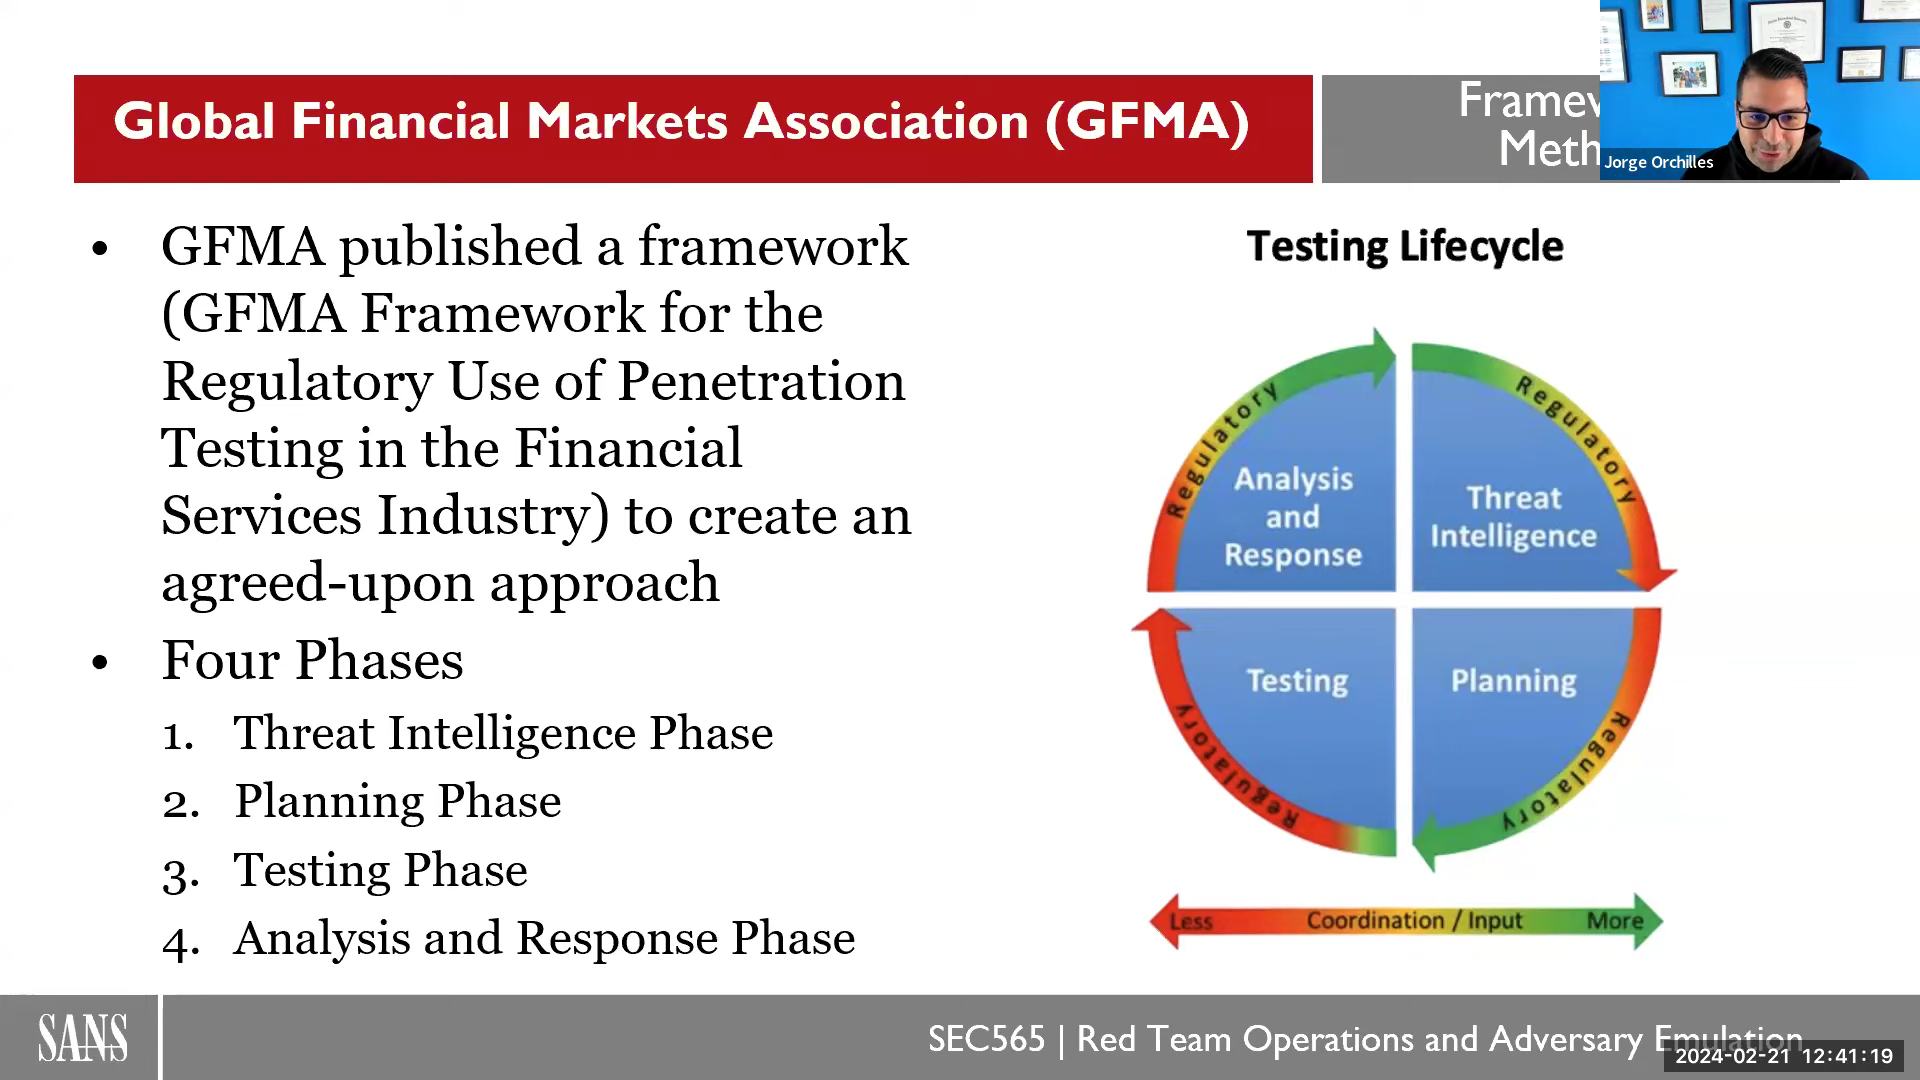 Global Financial Markets Association (GFMA)
Jorge Orchilles
• GFMA published a framework
(GFMA Framework for the
Regulatory Use of Penetration
Testing in the Financial
Services Industry) to create an
agreed-upon approach
• Four Phases
1. Threat Intelligence Phase
2. Planning Phase
3. Testing Phase
4. Analysis and Response Phase
Testing Lifecycle
Regulatory
Regulatory
Analysis
and
Response
Threat
Intelligence
Testing
Planning
Regulatory
Regulatory
Less Coordination / Input More
SANS
SEC565 | Red Team Operations and Adversary Emulation
2024-02-21 12:41:19